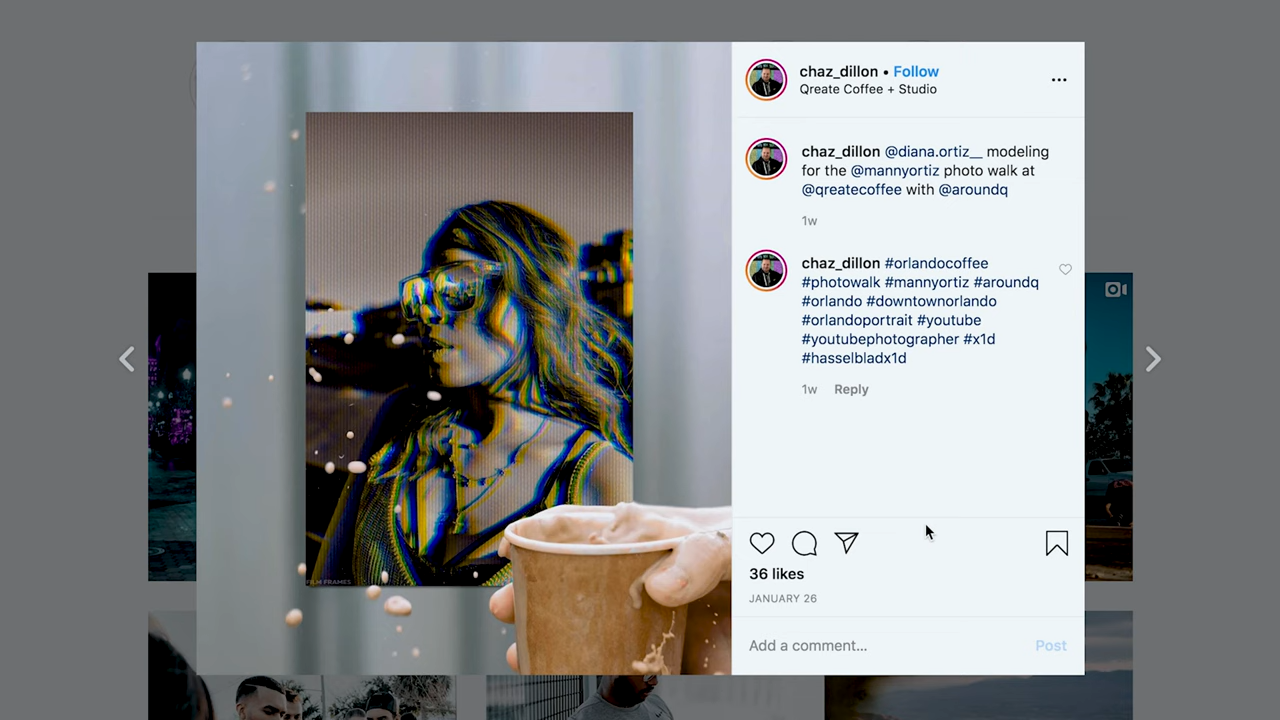 chaz_dillon • Follow
Qreate Coffee + Studio
chaz_dillon @diana.ortiz__ modeling
for the @mannyortiz photo walk at
@qreatecoffee with @aroundq
1w
chaz_dillon #orlandocoffee
#photowalk #mannyortiz #aroundq
#orlando #downtownorlando
#orlandoportrait #youtube
#youtubephotographer #x1d
#hasselbladx1d
1w Reply
FILM FRAMES
36 likes
JANUARY 26
Add a comment... Post